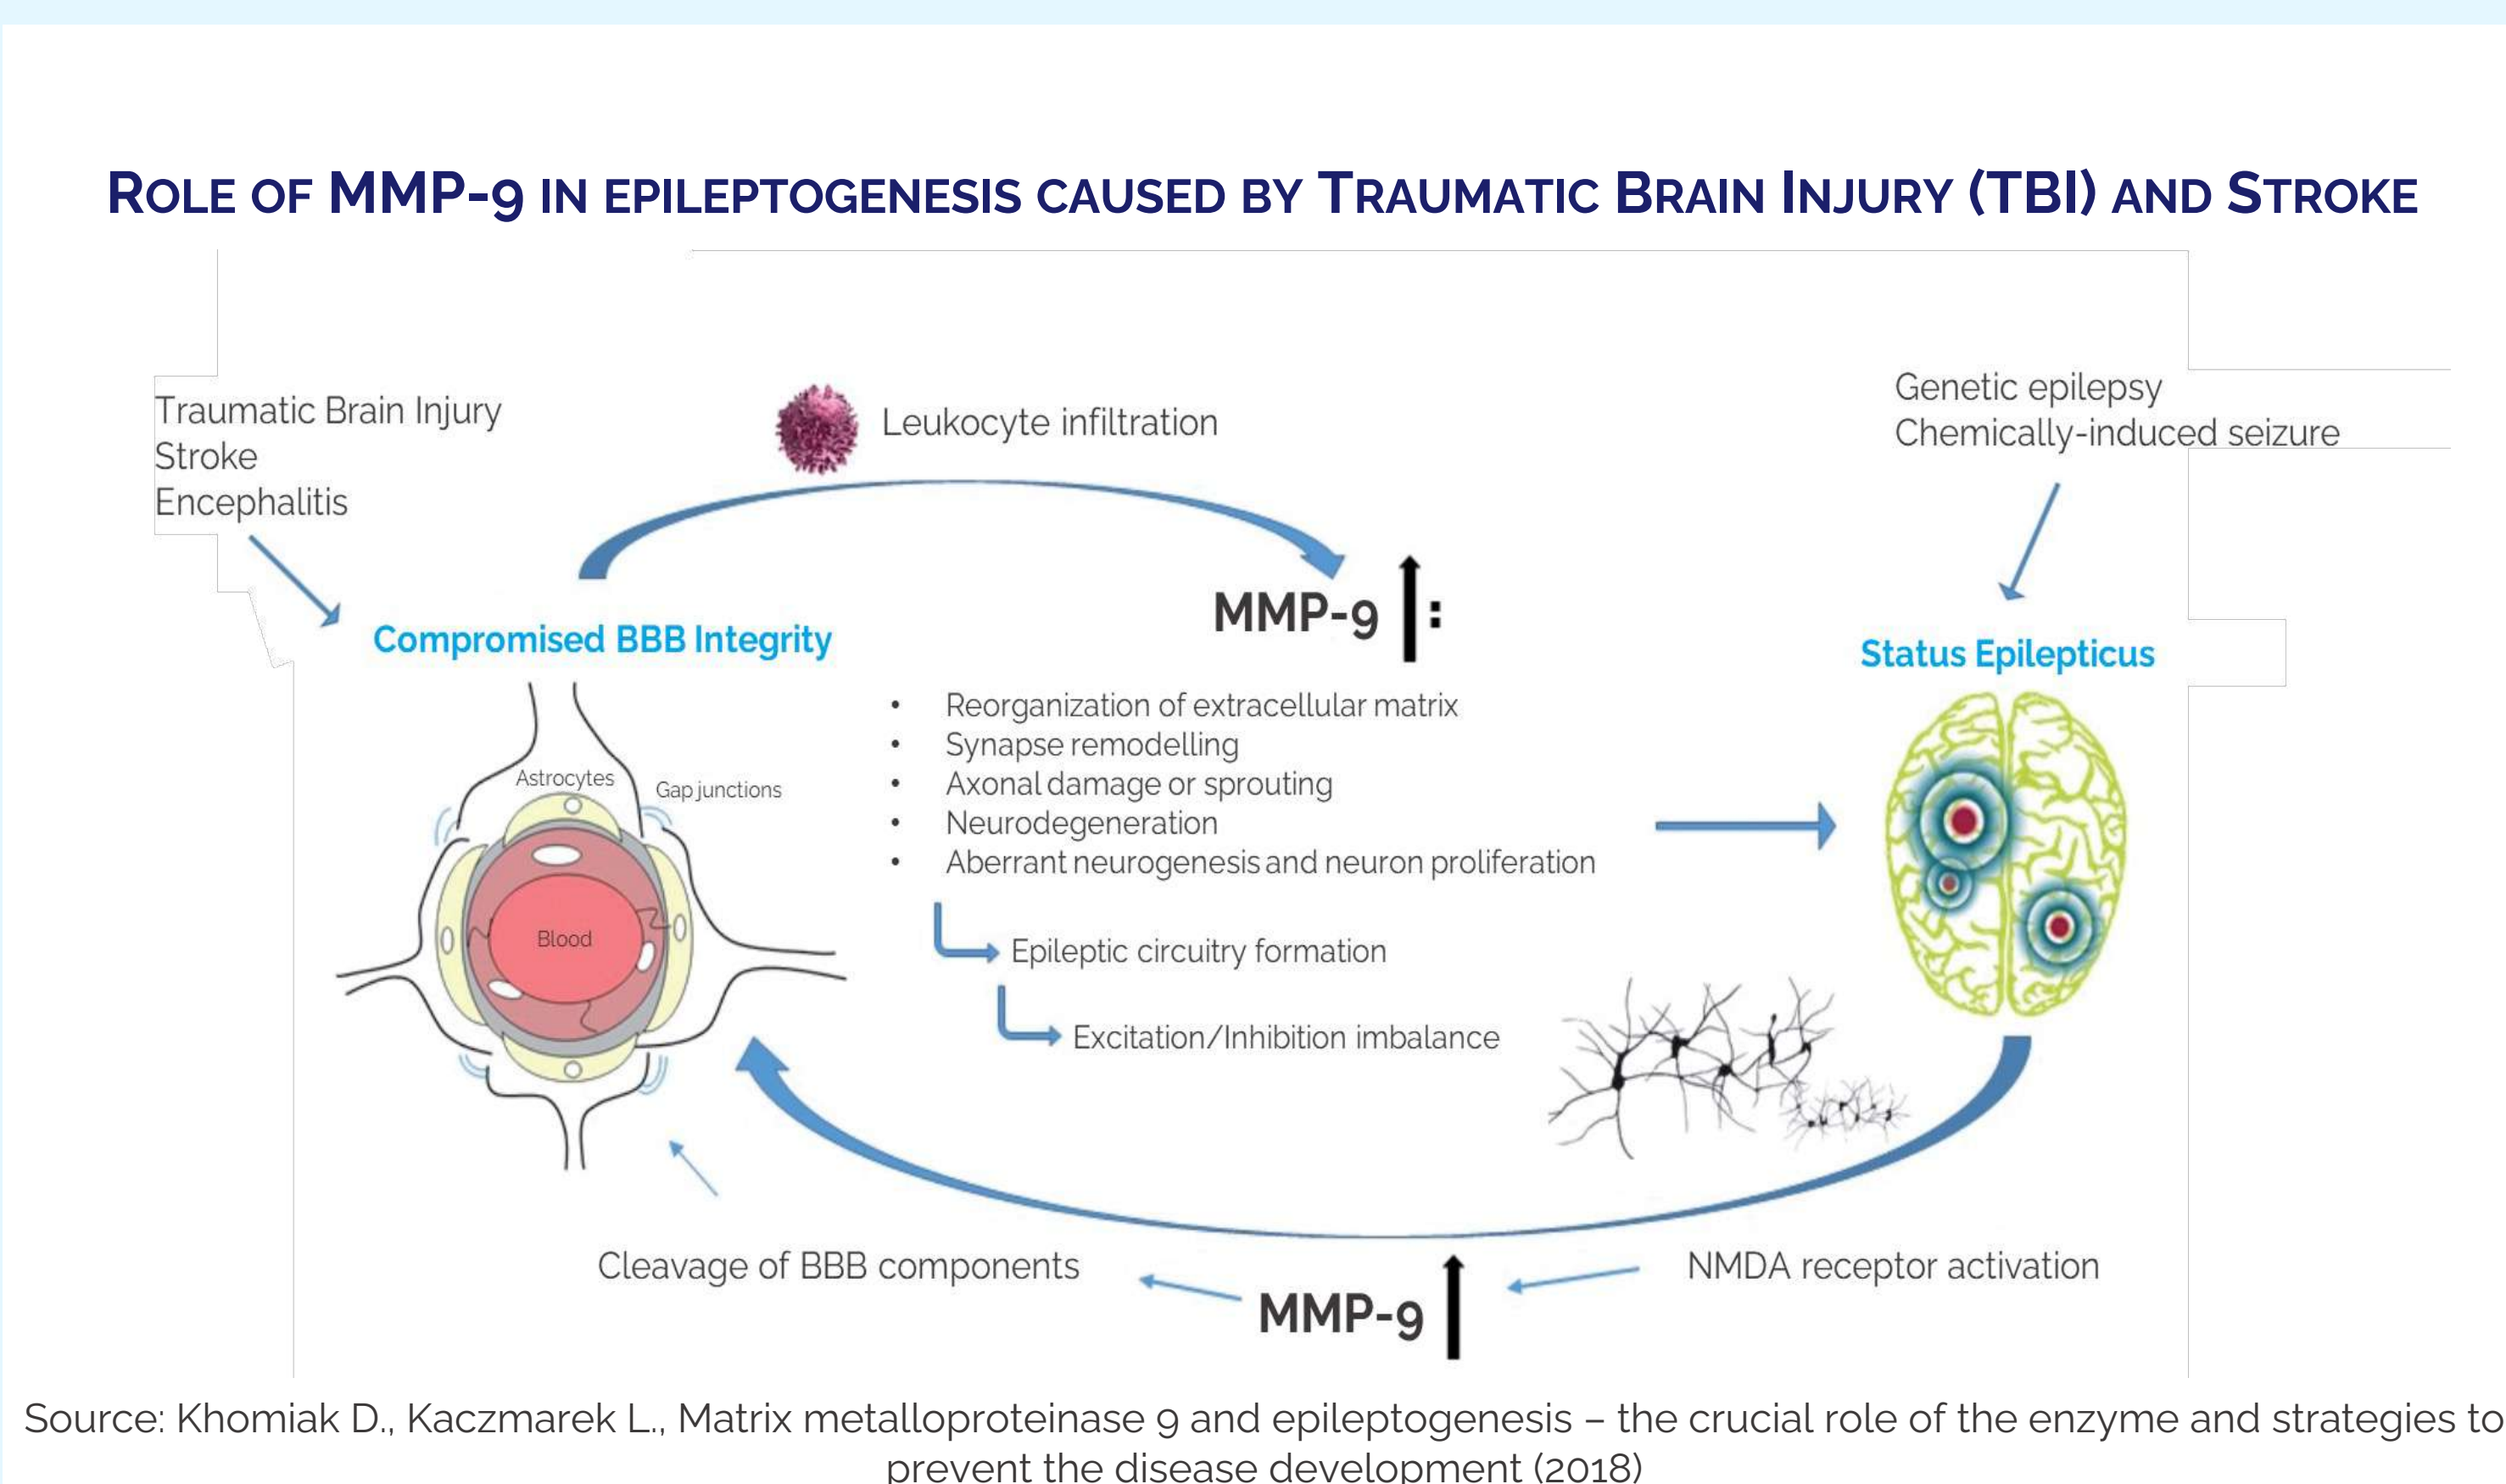 ROLE OF MMP-9 IN EPILEPTOGENESIS CAUSED BY TRAUMATIC BRAIN INJURY (TBI) AND STROKE
Traumatic Brain Injury
Stroke
Encephalitis
Leukocyte infiltration
Genetic epilepsy
Chemically-induced seizure
MMP-9 :
Compromised BBB Integrity
Status Epilepticus
Astrocytes
Gap junctions
Blood
• Reorganization of extracellular matrix
• Synapse remodelling
• Axonal damage or sprouting
• Neurodegeneration
• Aberrant neurogenesis and neuron proliferation
Epileptic circuitry formation
Excitation/Inhibition imbalance
Cleavage of BBB components
MMP-9
NMDA receptor activation
Source: Khomiak D., Kaczmarek L., Matrix metalloproteinase 9 and epileptogenesis – the crucial role of the enzyme and strategies to
prevent the disease development (2018)